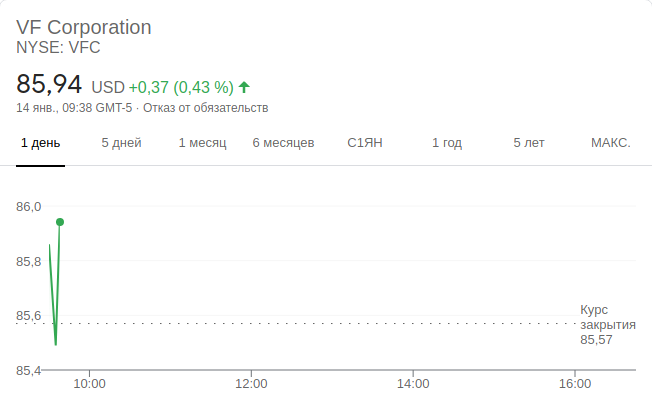 VF Corporation
NYSE: VFC
85,94 USD +0,37 (0,43 %)
14 янв., 09:38 GMT-5 · Отказ от обязательств
1 день 5 дней 1 месяц 6 месяцев С1ЯН 1 год 5 лет МАКС.
86,0
85,8
85,6
85,4
Курс
закрытия
85,57
10:00 12:00 14:00 16:00